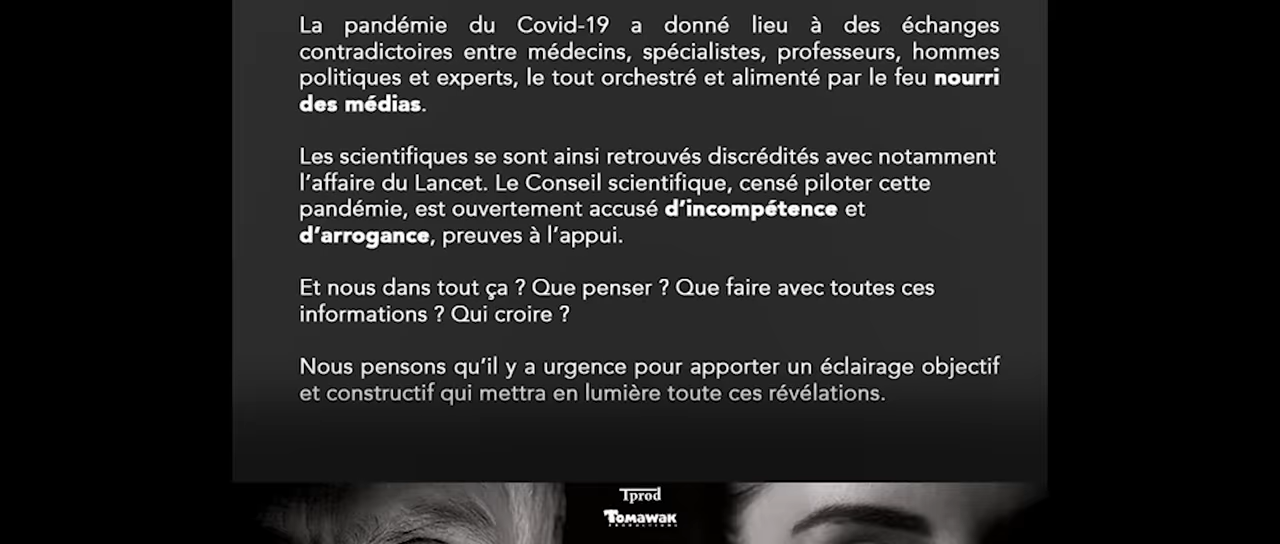 La pandémie du Covid-19 a donné lieu à des échanges
contradictoires entre médecins, spécialistes, professeurs, hommes
politiques et experts, le tout orchestré et alimenté par le feu nourri
des médias.
Les scientifiques se sont ainsi retrouvés discrédités avec notamment
l'affaire du Lancet. Le Conseil scientifique, censé piloter cette
pandémie, est ouvertement accusé d'incompétence et
d'arrogance, preuves à l'appui.
Et nous dans tout ça ? Que penser ? Que faire avec toutes ces
informations ? Qui croire ?
Nous pensons qu'il y a urgence pour apporter un éclairage objectif
et constructif qui mettra en lumière toute ces révélations.
Tprod
TOMAWAK
PRODUCTIONS